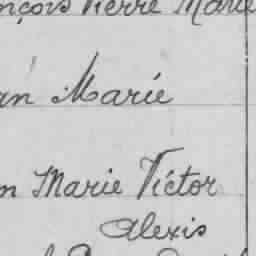 nçois Pierre Marie
an Marie
n Marie Victor
Alexis